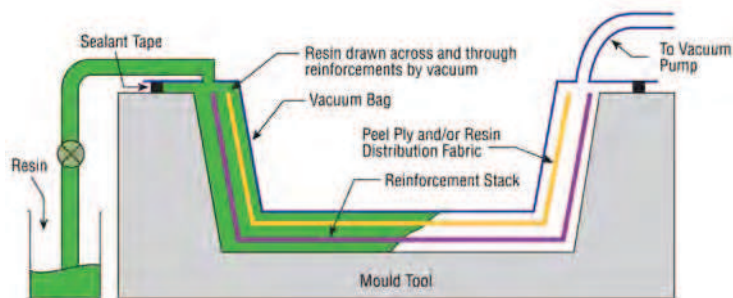 Sealant Tape
Resin drawn across and through
reinforcements by vacuum
To Vacuum
Pump
Vacuum Bag
Peel Ply and/or Resin
Distribution Fabric
Resin
Reinforcement Stack
Mould Tool